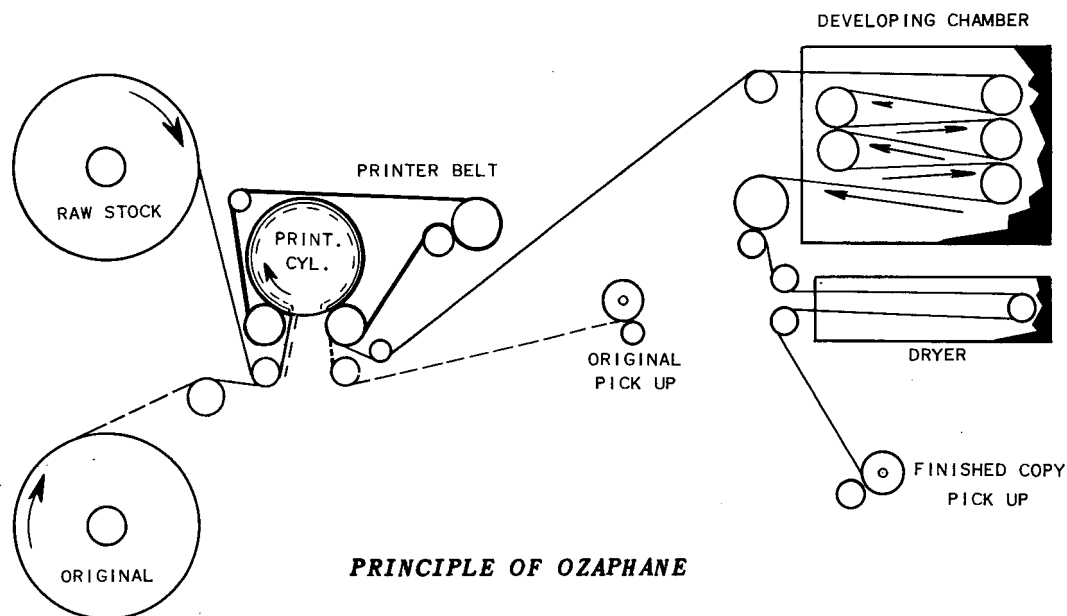 DEVELOPING CHAMBER
PRINTER BELT
RAW STOCK
PRINT.
CYL.
ORIGINAL
PICK UP
DRYER
FINISHED COPY
PICK UP
ORIGINAL
PRINCIPLE OF OZAPHANE